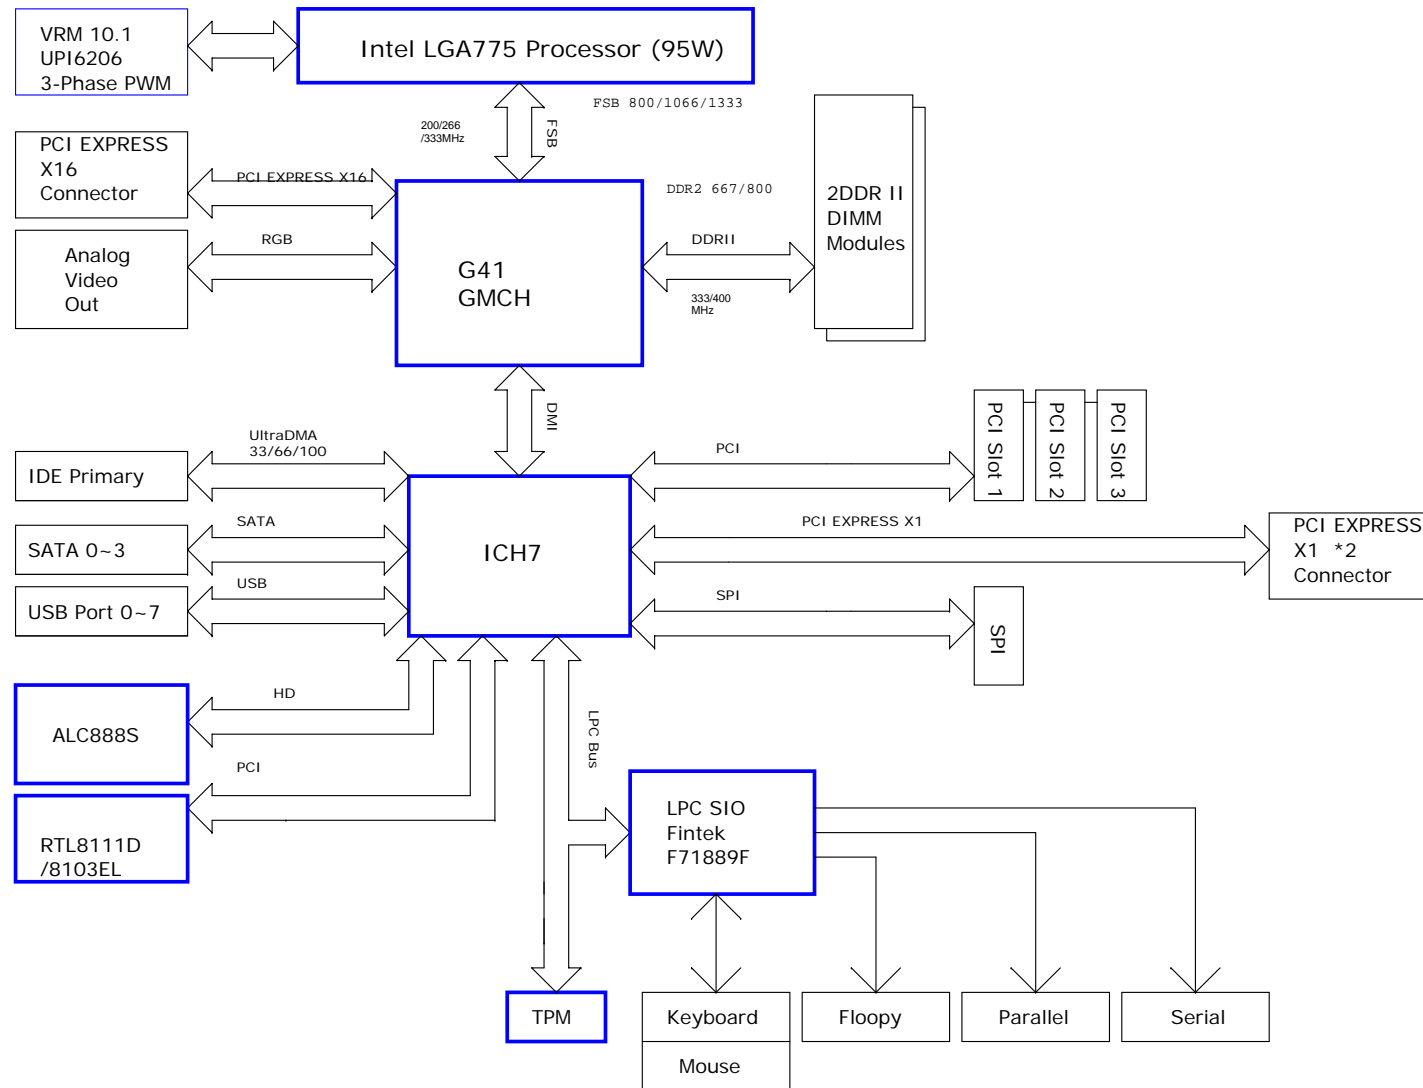 VRM 10.1
UPI6206
3-Phase PWM
Intel LGA775 Processor (95W)
FSB 800/1066/1333
200/266
/333MHz
FSB
PCI EXPRESS
X16
Connector
PCI EXPRESS X16
DDR2 667/800
2DDR II
DIMM
Modules
Analog
Video
Out
RGB
G41
GMCH
DDRII
333/400
MHz
DMI
PCI Slot 1
PCI Slot 2
PCI Slot 3
UltraDMA
33/66/100
PCI
IDE Primary
SATA
PCI EXPRESS X1
PCI EXPRESS
X1 *2
Connector
SATA 0~3
ICH7
USB
SPI
USB Port 0~7
SPI
HD
ALC888S
LPC Bus
PCI
RTL8111D
/8103EL
LPC SIO
Fintek
F71889F
TPM
Keyboard
Floopy
Parallel
Serial
Mouse